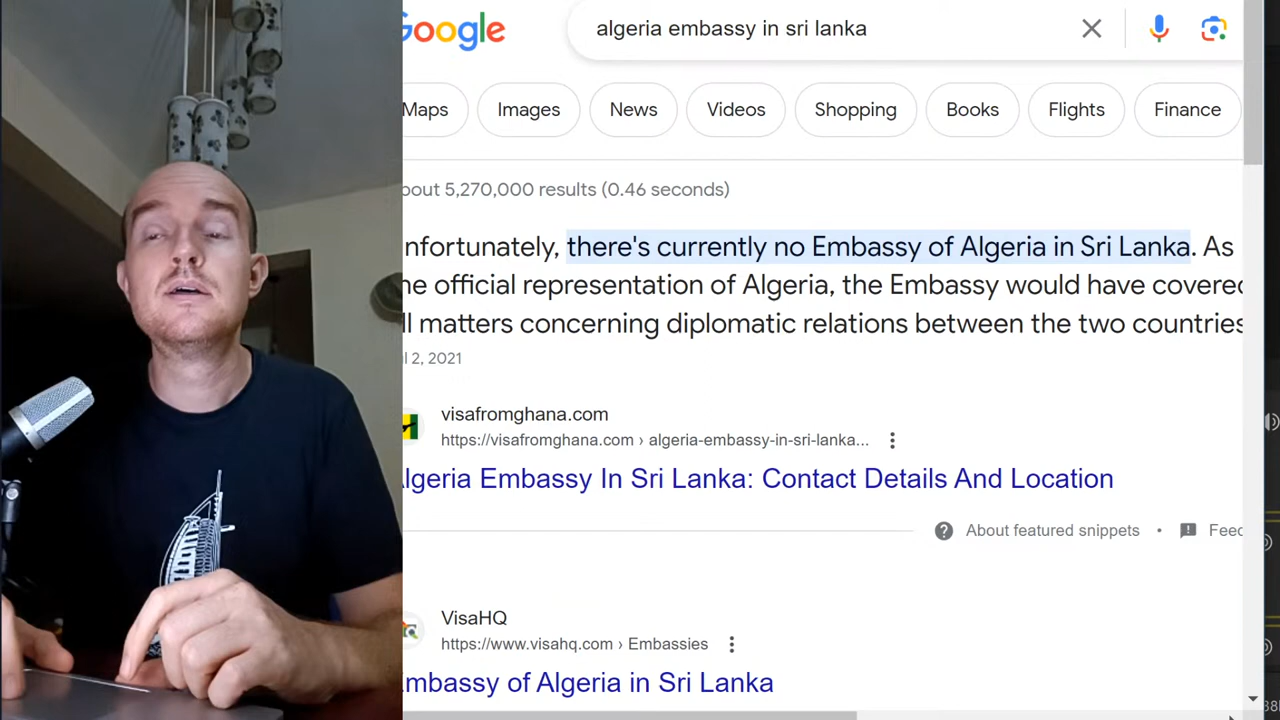 Google
algeria embassy in sri lanka
Maps
Images
News
Videos
Shopping
Books
Flights
Finance
bout 5,270,000 results (0.46 seconds)
nfortunately, there's currently no Embassy of Algeria in Sri Lanka. As
he official representation of Algeria, the Embassy would have covered
ll matters concerning diplomatic relations between the two countries
l 2, 2021
visafromghana.com
https://visafromghana.com › algeria-embassy-in-sri-lanka...
lgeria Embassy In Sri Lanka: Contact Details And Location
About featured snippets • Feed
VisaHQ
https://www.visahq.com › Embassies
mbassy of Algeria in Sri Lanka